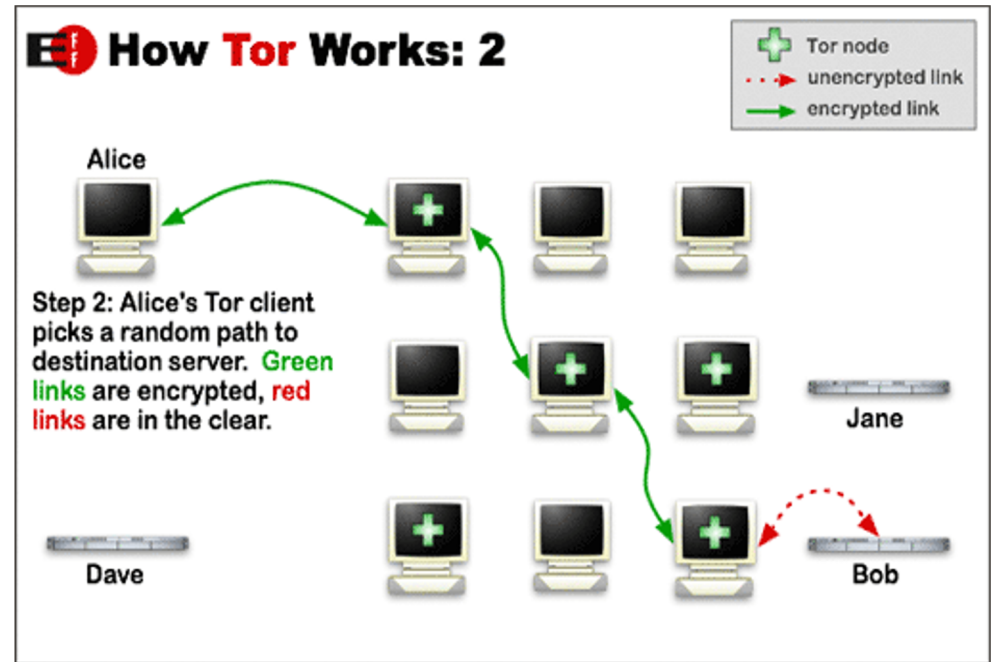 EFF How Tor Works: 2
Tor node
unencrypted link
encrypted link
Alice
Step 2: Alice's Tor client
picks a random path to
destination server. Green
links are encrypted, red
links are in the clear.
Jane
Dave
Bob